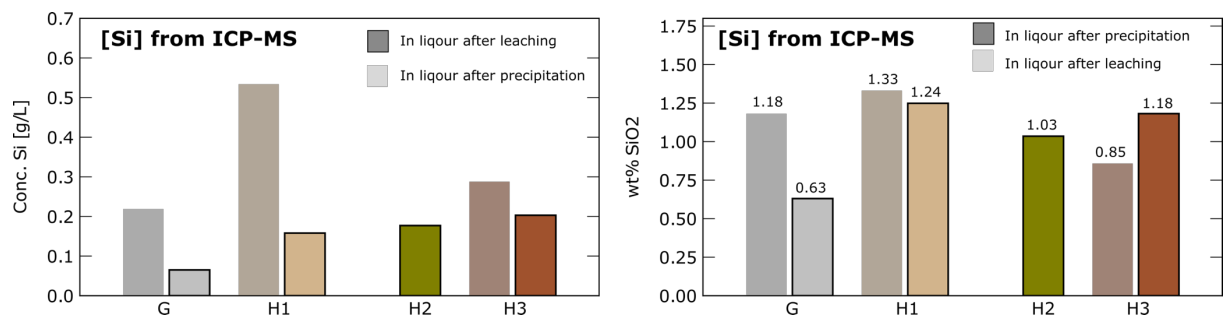 0.7
0.6
0.5
0.4
0.3
0.2
0.1
0.0
Conc. Si [g/L]
[Si] from ICP-MS
In liqour after leaching
In liqour after precipitation
G
H1
H2
H3
1.75
1.50
1.25
1.00
0.75
0.50
0.25
0.00
wt% SiO2
[Si] from ICP-MS
In liqour after precipitation
In liqour after leaching
1.18
0.63
1.33
1.24
1.03
0.85
1.18
G
H1
H2
H3